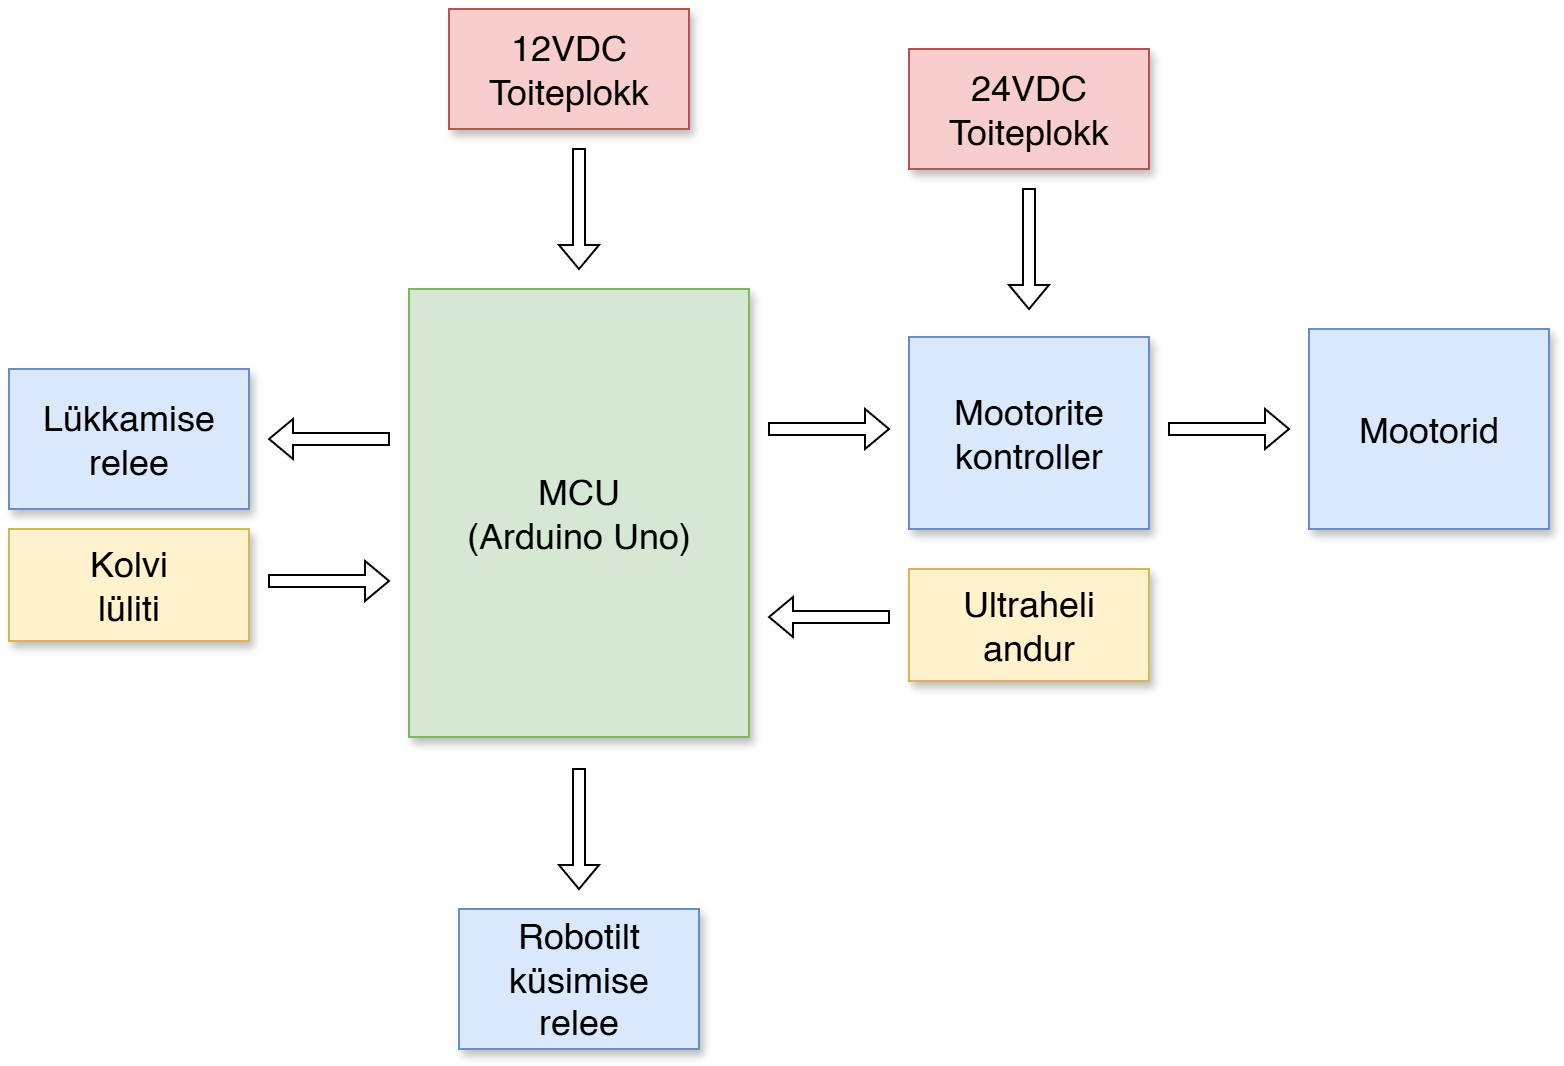 12VDC
Toiteplokk
24VDC
Toiteplokk
Lükkamise
relee
Kolvi
lüliti
MCU
(Arduino Uno)
Mootorite
kontroller
Mootorid
Ultraheli
andur
Robotilt
küsimise
relee